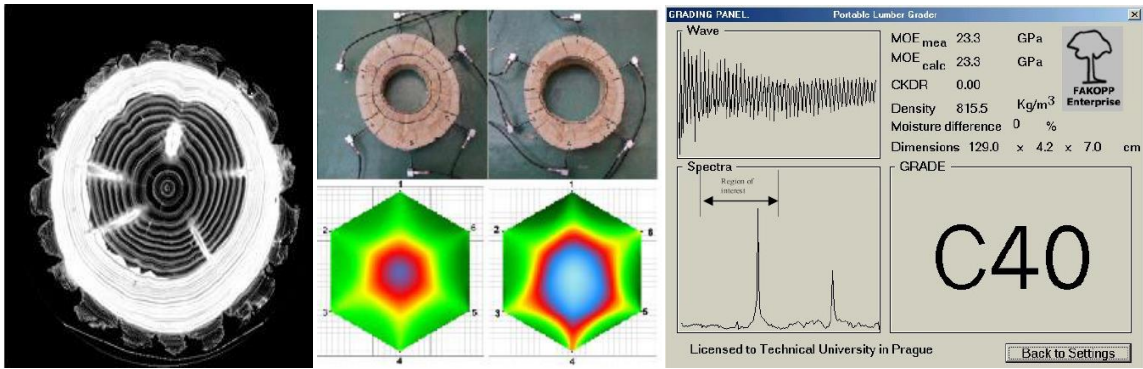 1
1
2
6
2
6
3
5
3
5
4
4
GRADING PANEL. Portable Lumber Grader
Wave
MOE mea 23.3 GPa
MOE calc 23.3 GPa
CKDR 0.00
Density 815.5 Kg/m3
Moisture difference 0 %
Dimensions 129.0 x 4.2 x 7.0 cm
FAKOPP
Enterprise
Spectra
Region of
interest
GRADE
C40
Licensed to Technical University in Prague
Back to Settings